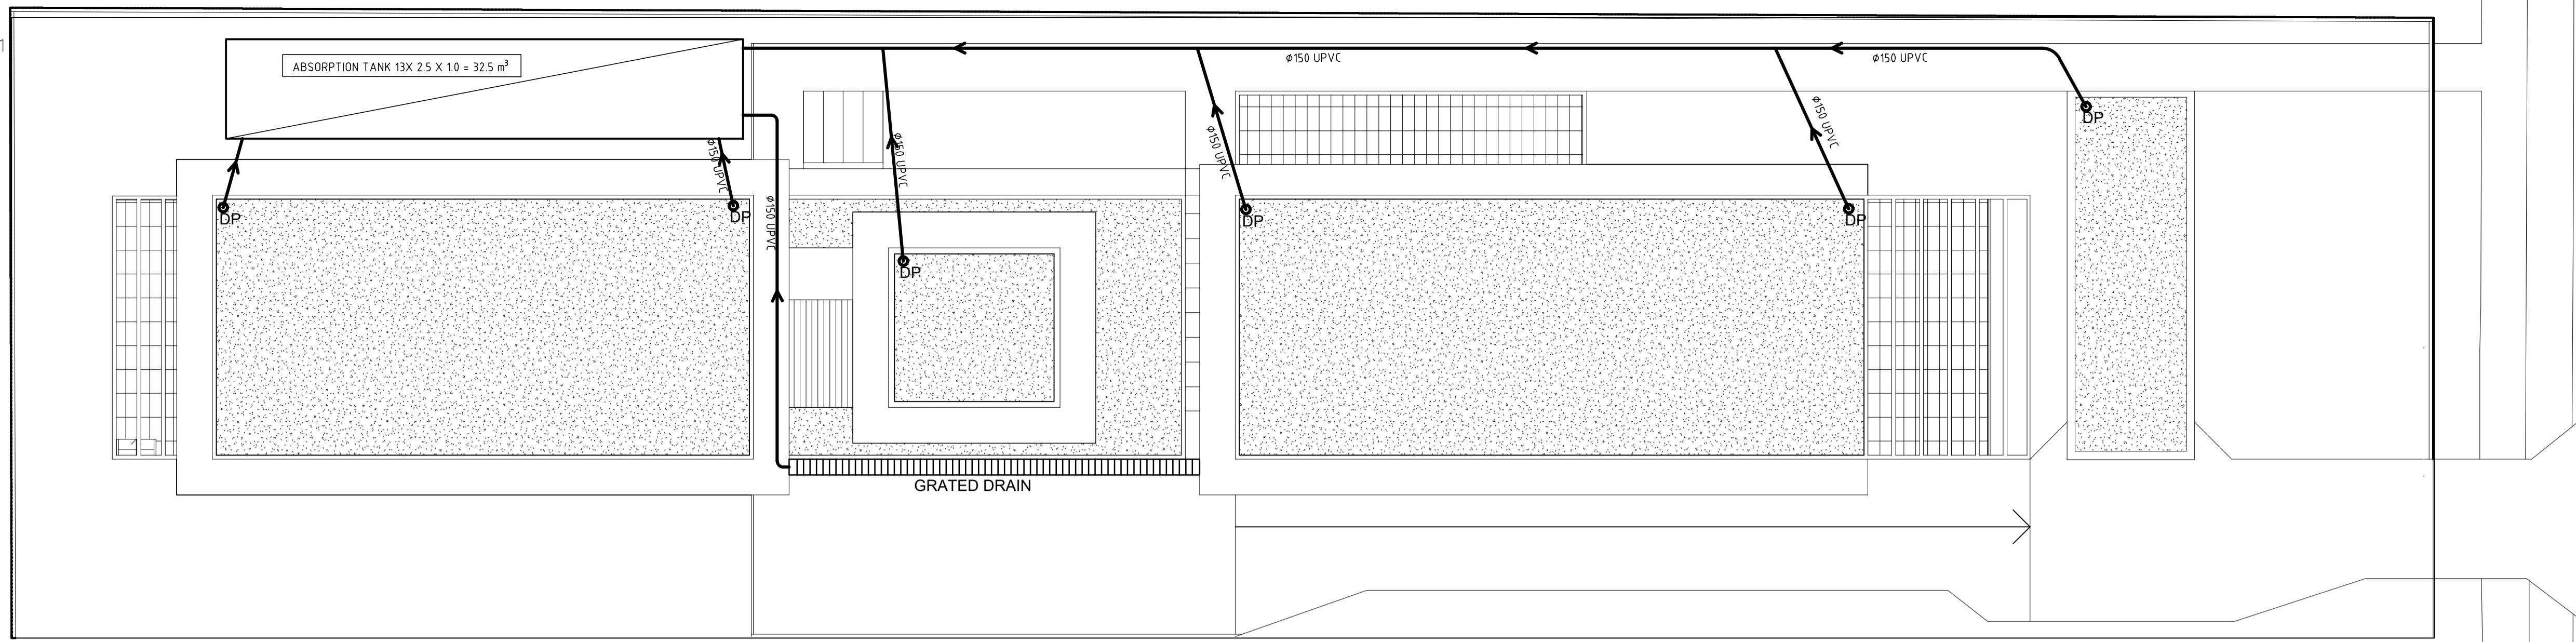 1
ABSORPTION TANK 13X 2.5 X 1.0 = 32.5 m³
ø150 UPVC
ø150 UPVC
DP
ø150 UPVC
ø150 UPVC
ø150 UPVC
ø150 UPVC
DP
DP
ø150 UPVC
DP
DP
DP
GRATED DRAIN